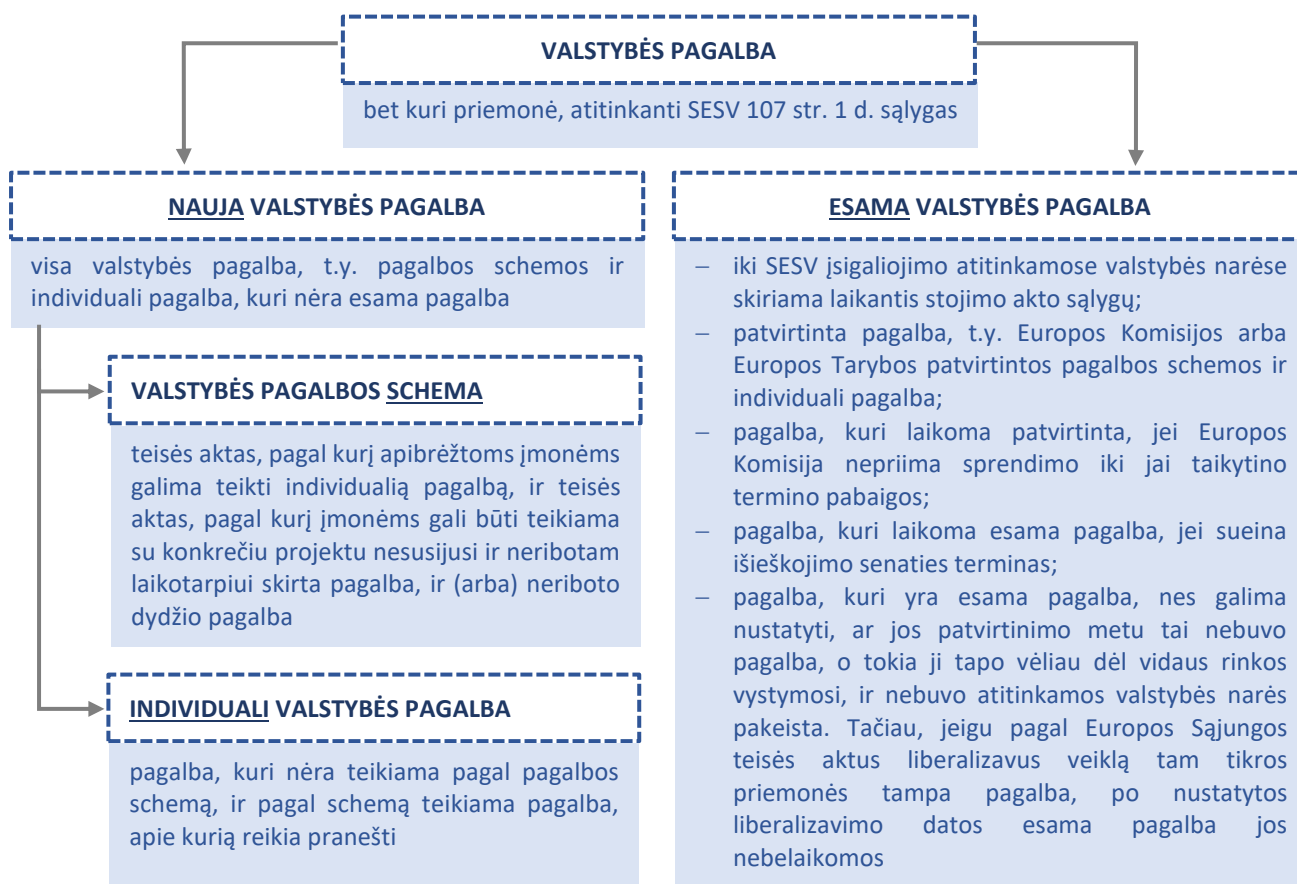 VALSTYBĖS PAGALBA
bet kuri priemonė, atitinkanti SESV 107 str. 1 d. sąlygas
NAUJA VALSTYBĖS PAGALBA
visa valstybės pagalba, t.y. pagalbos schemos ir
individuali pagalba, kuri nėra esama pagalba
VALSTYBĖS PAGALBOS SCHEMA
teisės aktas, pagal kurį apibrėžtoms įmonėms
galima teikti individualią pagalbą, ir teisės
aktas, pagal kurį įmonėms gali būti teikiama
su konkrečiu projektu nesusijusi ir neribotam
laikotarpiui skirta pagalba, ir (arba) neriboto
dydžio pagalba
INDIVIDUALI VALSTYBĖS PAGALBA
pagalba, kuri nėra teikiama pagal pagalbos
schemą, ir pagal schemą teikiama pagalba,
apie kurią reikia pranešti
ESAMA VALSTYBĖS PAGALBA
– iki SESV įsigaliojimo atitinkamose valstybės narėse
skiriama laikantis stojimo akto sąlygų;
– patvirtinta pagalba, t.y. Europos Komisijos arba
Europos Tarybos patvirtintos pagalbos schemos ir
individuali pagalba;
– pagalba, kuri laikoma patvirtinta, jei Europos
Komisija nepriima sprendimo iki jai taikytino
termino pabaigos;
– pagalba, kuri laikoma esama pagalba, jei sueina
išieškojimo senaties terminas;
– pagalba, kuri yra esama pagalba, nes galima
nustatyti, ar jos patvirtinimo metu tai nebuvo
pagalba, o tokia ji tapo vėliau dėl vidaus rinkos
vystymosi, ir nebuvo atitinkamos valstybės narės
pakeista. Tačiau, jeigu pagal Europos Sąjungos
teisės aktus liberalizavus veiklą tam tikros
priemonės tampa pagalba, po nustatytos
liberalizavimo datos esama pagalba jos
nebelaikomos